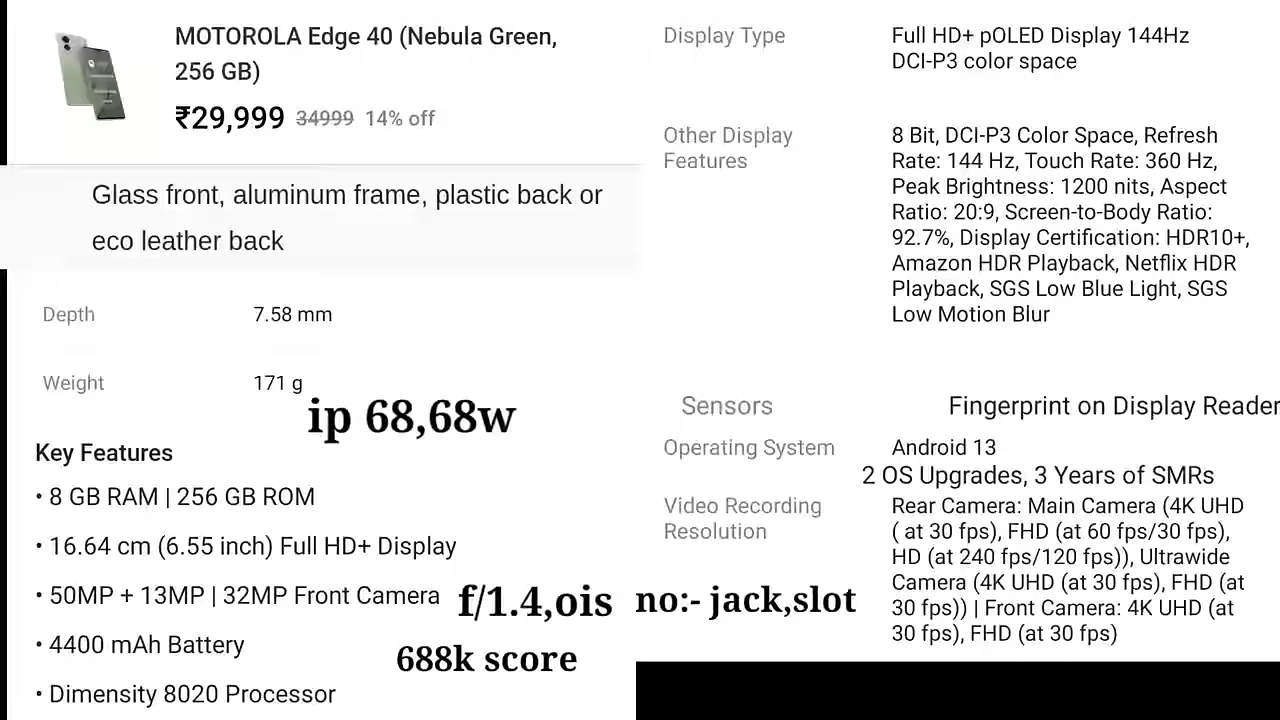 MOTOROLA Edge 40 (Nebula Green,
256 GB)
₹29,999 34999 14% off
Glass front, aluminum frame, plastic back or
eco leather back
Depth 7.58 mm
Weight 171 g
ip 68,68w
Key Features
• 8 GB RAM | 256 GB ROM
• 16.64 cm (6.55 inch) Full HD+ Display
• 50MP + 13MP | 32MP Front Camera f/1.4,ois
• 4400 mAh Battery
688k score
• Dimensity 8020 Processor
Display Type Full HD+ pOLED Display 144Hz
DCI-P3 color space
Other Display 8 Bit, DCI-P3 Color Space, Refresh
Features Rate: 144 Hz, Touch Rate: 360 Hz,
Peak Brightness: 1200 nits, Aspect
Ratio: 20:9, Screen-to-Body Ratio:
92.7%, Display Certification: HDR10+,
Amazon HDR Playback, Netflix HDR
Playback, SGS Low Blue Light, SGS
Low Motion Blur
Sensors Fingerprint on Display Reader
Operating System Android 13
2 OS Upgrades, 3 Years of SMRs
Video Recording Rear Camera: Main Camera (4K UHD
Resolution ( at 30 fps), FHD (at 60 fps/30 fps),
HD (at 240 fps/120 fps)), Ultrawide
Camera (4K UHD (at 30 fps), FHD (at
no:- jack,slot 30 fps)) | Front Camera: 4K UHD (at
30 fps), FHD (at 30 fps)